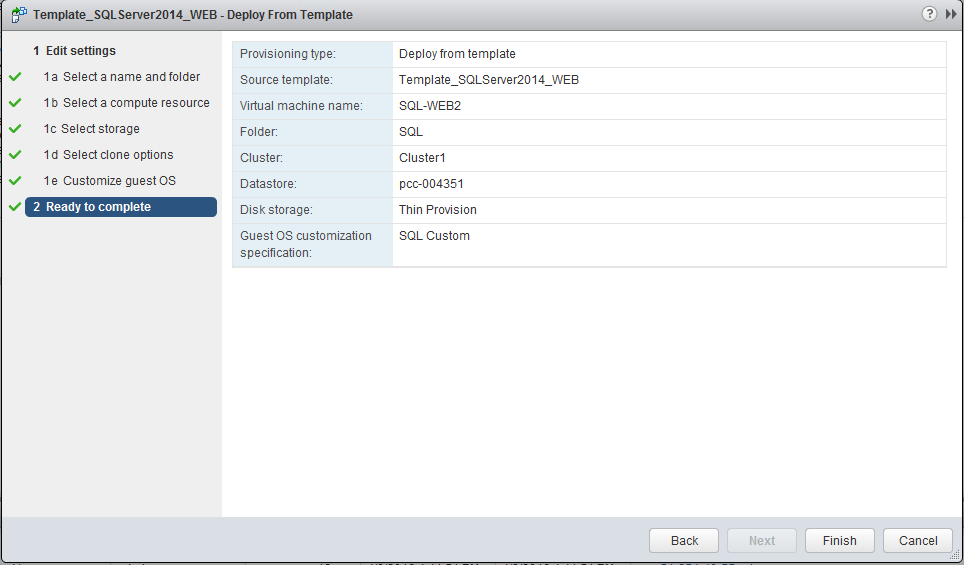 Template_SQLServer2014_WEB - Deploy From Template
1 Edit settings
1a Select a name and folder
1b Select a compute resource
1c Select storage
1d Select clone options
1e Customize guest OS
2 Ready to complete
Provisioning type: Deploy from template
Source template: Template_SQLServer2014_WEB
Virtual machine name: SQL-WEB2
Folder: SQL
Cluster: Cluster1
Datastore: pcc-004351
Disk storage: Thin Provision
Guest OS customization SQL Custom
specification:
Back Next Finish Cancel